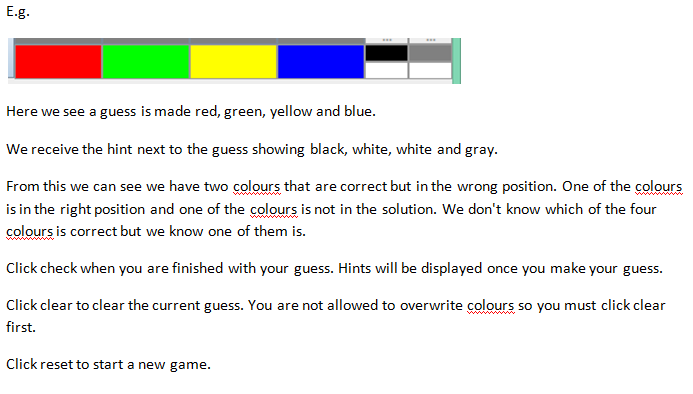 E.g.
Here we see a guess is made red, green, yellow and blue.
We receive the hint next to the guess showing black, white, white and gray.
From this we can see we have two colours that are correct but in the wrong position. One of the colours
is in the right position and one of the colours is not in the solution. We don't know which of the four
colours is correct but we know one of them is.
Click check when you are finished with your guess. Hints will be displayed once you make your guess.
Click clear to clear the current guess. You are not allowed to overwrite colours so you must click clear
first.
Click reset to start a new game.